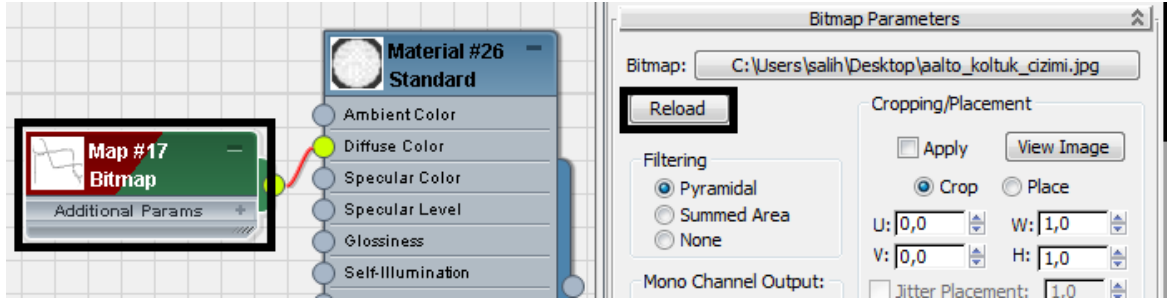 Material #26
Standard
Ambient Color
Diffuse Color
Specular Color
Specular Level
Glossiness
Self-Illumination
Map #17
Bitmap
Additional Params +
Bitmap Parameters
Bitmap: C:\Users\salih\Desktop\aalto_koltuk_cizimi.jpg
Reload
Cropping/Placement
Apply View Image
Crop Place
U: 0,0 W: 1,0
V: 0,0 H: 1,0
Jitter Placement: 1,0
Filtering
Pyramidal
Summed Area
None
Mono Channel Output: